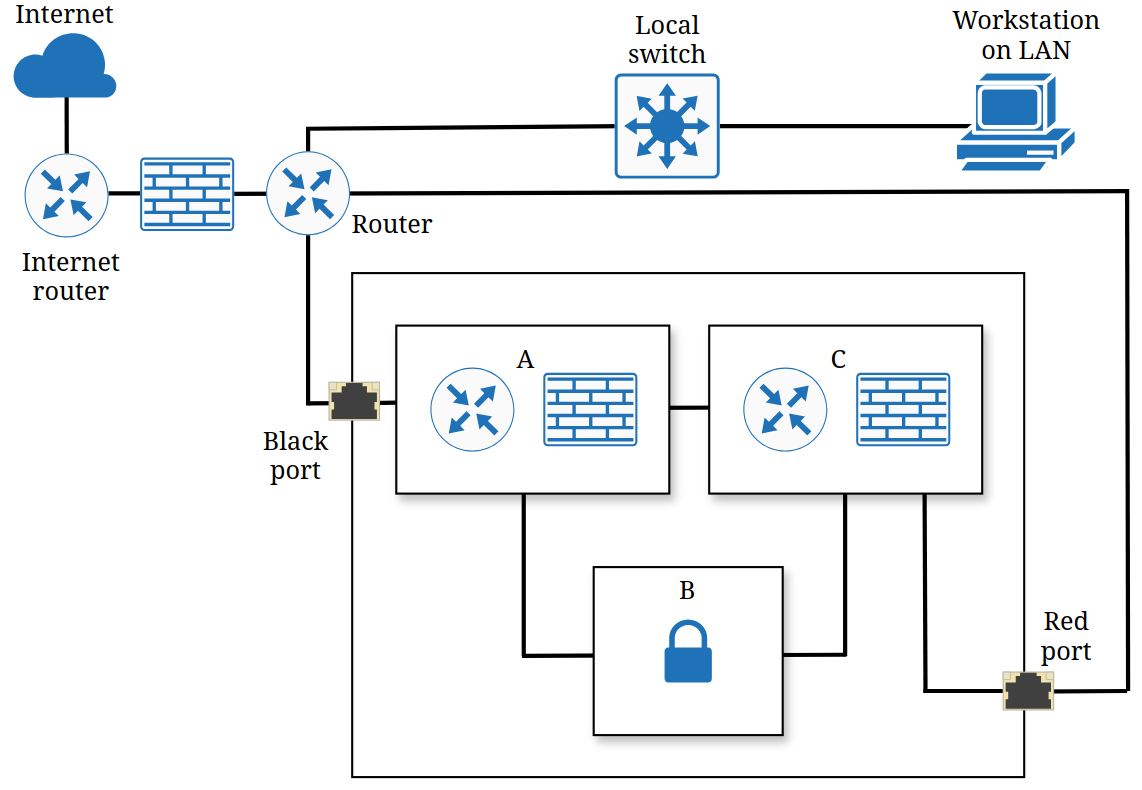 Internet
Local
switch
Workstation
on LAN
Router
Internet
router
A
C
Black
port
B
Red
port